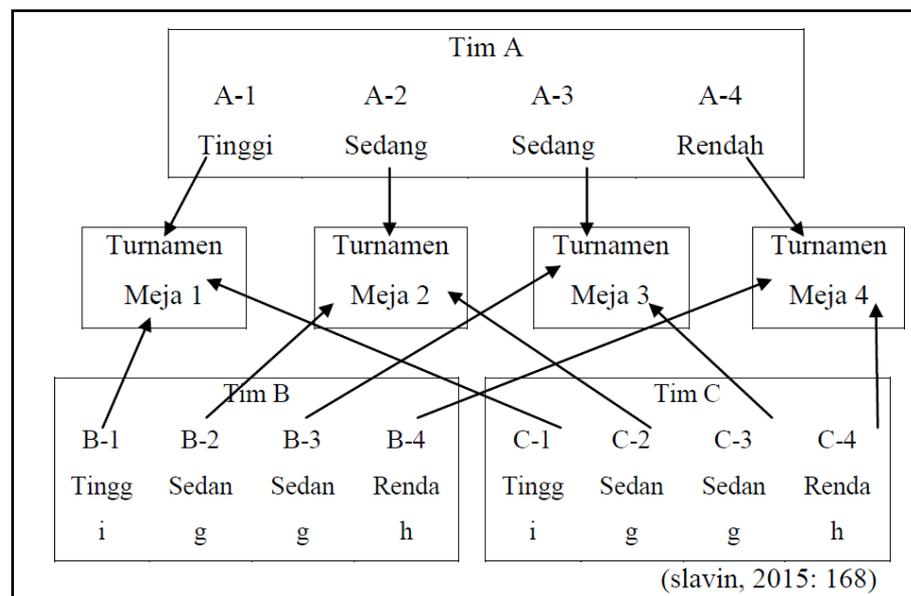 Tim A
A-1 A-2 A-3 A-4
Tinggi Sedang Sedang Rendah
Turnamen Turnamen Turnamen Turnamen
Meja 1 Meja 2 Meja 3 Meja 4
Tim B Tim C
B-1 B-2 B-3 B-4 C-1 C-2 C-3 C-4
Tingg Sedan Sedan Renda Tingg Sedan Sedan Renda
i g g h i g g h
(slavin, 2015: 168)